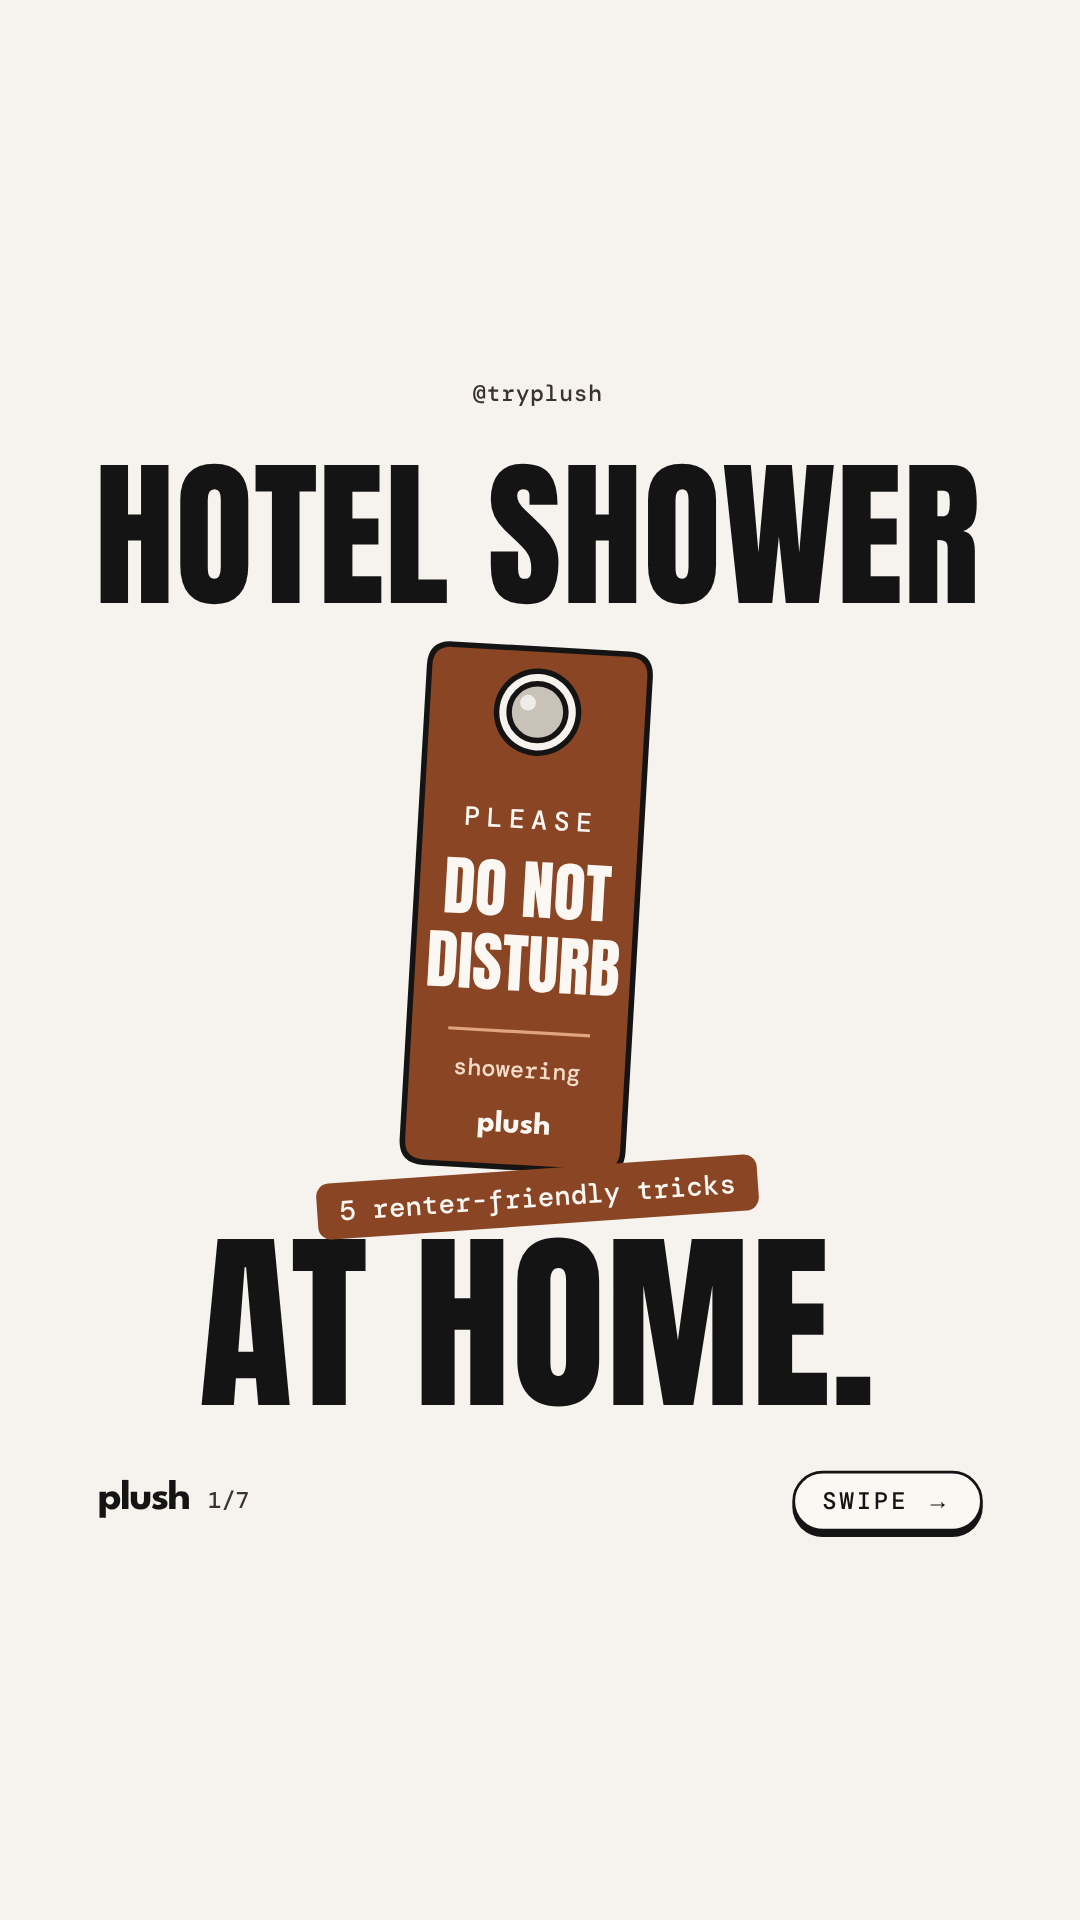 @tryplush
HOTEL SHOWER
PLEASE
DO NOT
DISTURB
showering
plush
5 renter-friendly tricks
AT HOME.
plush 1/7
SWIPE →